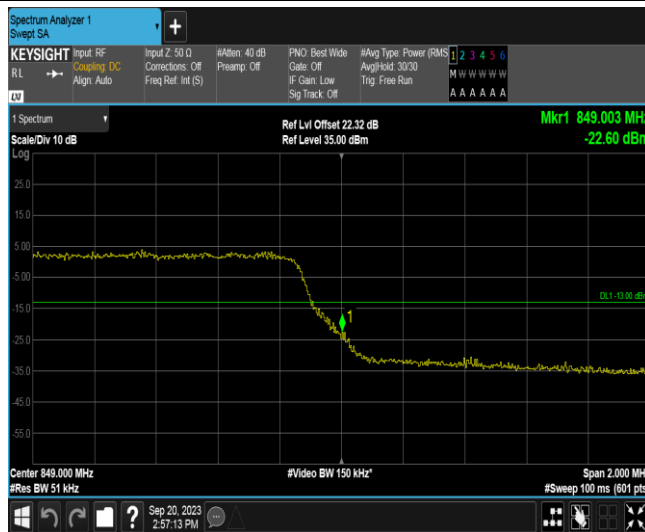 Spectrum Analyzer 1
Swept SA
+
KEYSIGHT
RL
Input: RF
Coupling: DC
Align: Auto
Input Z: 50 Ω
Corrections: Off
Freq Ref: Int (S)
#Atten: 40 dB
Preamp: Off
PNO: Best Wide
Gate: Off
IF Gain: Low
Sig Track: Off
#Avg Type: Power (RMS
Avg|Hold: 30/30
Trig: Free Run
1 2 3 4 5 6
M W W W W W
A A A A A A
LXI
1 Spectrum
Scale/Div 10 dB
Log
Ref Lvl Offset 22.32 dB
Ref Level 35.00 dBm
Mkr1 849.003 MHz
-22.60 dBm
25.0
15.0
5.00
-5.00
-15.0
-25.0
-35.0
-45.0
-55.0
DL1 -13.00 dBm
1
Center 849.000 MHz
#Res BW 51 kHz
#Video BW 150 kHz*
Span 2.000 MHz
#Sweep 100 ms (601 pts
?
Sep 20, 2023
2:57:13 PM